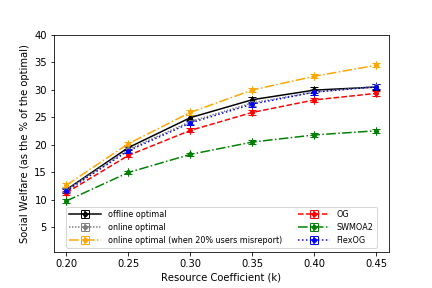 Social Welfare (as the % of the optimal)
40
35
30
25
20
15
10
5
offline optimal
online optimal
online optimal (when 20% users misreport)
OG
SWMOA2
FlexOG
0.20 0.25 0.30 0.35 0.40 0.45
Resource Coefficient (k)